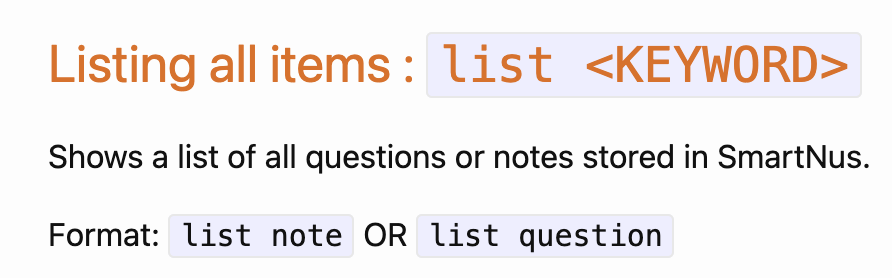 Listing all items : list <KEYWORD>
Shows a list of all questions or notes stored in SmartNus.
Format: list note OR list question